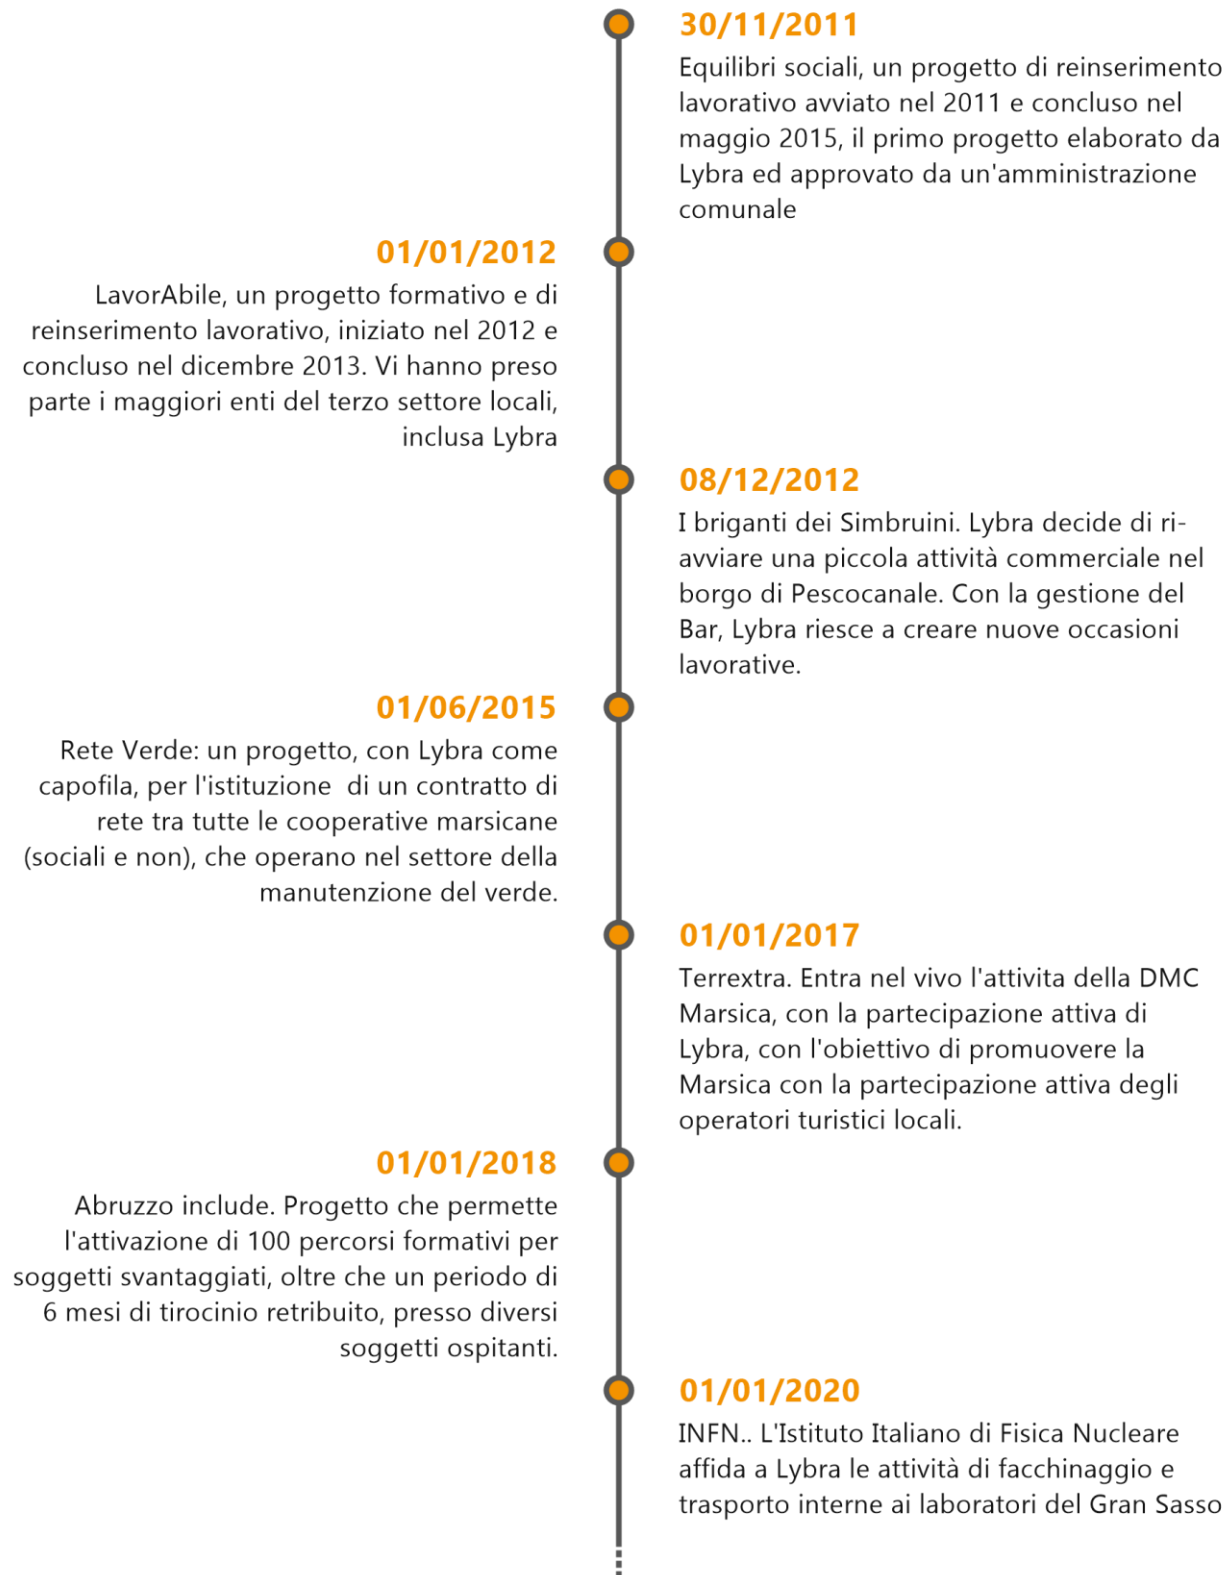 30/11/2011
Equilibri sociali, un progetto di reinserimento
lavorativo avviato nel 2011 e concluso nel
maggio 2015, il primo progetto elaborato da
Lybra ed approvato da un'amministrazione
comunale
01/01/2012
LavorAbile, un progetto formativo e di
reinserimento lavorativo, iniziato nel 2012 e
concluso nel dicembre 2013. Vi hanno preso
parte i maggiori enti del terzo settore locali,
inclusa Lybra
08/12/2012
I briganti dei Simbruini. Lybra decide di ri-
avviare una piccola attività commerciale nel
borgo di Pescocanale. Con la gestione del
Bar, Lybra riesce a creare nuove occasioni
lavorative.
01/06/2015
Rete Verde: un progetto, con Lybra come
capofila, per l'istituzione  di un contratto di
rete tra tutte le cooperative marsicane
(sociali e non), che operano nel settore della
manutenzione del verde.
01/01/2017
Terrextra. Entra nel vivo l'attivita della DMC
Marsica, con la partecipazione attiva di
Lybra, con l'obiettivo di promuovere la
Marsica con la partecipazione attiva degli
operatori turistici locali.
01/01/2018
Abruzzo include. Progetto che permette
l'attivazione di 100 percorsi formativi per
soggetti svantaggiati, oltre che un periodo di
6 mesi di tirocinio retribuito, presso diversi
soggetti ospitanti.
01/01/2020
INFN.. L'Istituto Italiano di Fisica Nucleare
affida a Lybra le attività di facchinaggio e
trasporto interne ai laboratori del Gran Sasso